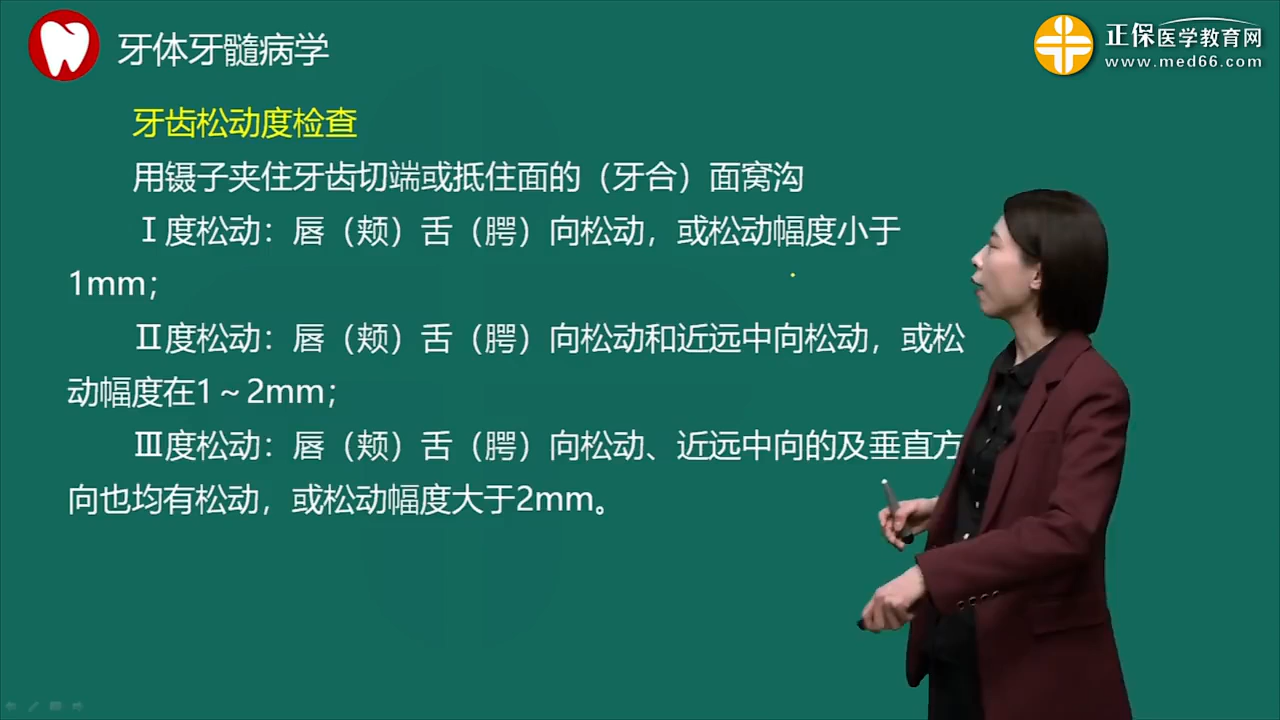 牙体牙髓病学
正保医学教育网
www.med66.com
牙齿松动度检查
用镊子夹住牙齿切端或抵住面的（牙合）面窝沟
Ⅰ度松动：唇（颊）舌（腭）向松动，或松动幅度小于
1mm；
Ⅱ度松动：唇（颊）舌（腭）向松动和近远中向松动，或松
动幅度在1～2mm；
Ⅲ度松动：唇（颊）舌（腭）向松动、近远中向的及垂直方
向也均有松动，或松动幅度大于2mm。